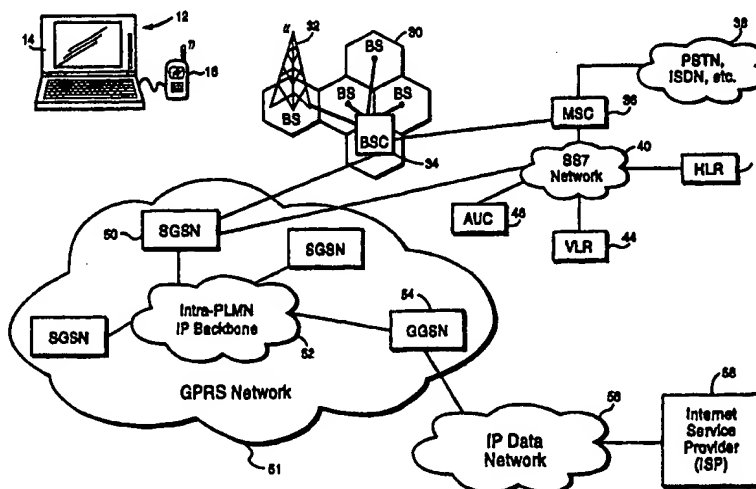 14
12
16
32
30
BS
BS
BS
BS
BSC
34
38
PSTN,
ISDN, etc.
MSC
36
40
SS7
Network
HLR
AUC
VLR
44
50
SGSN
SGSN
SGSN
Intra-PLMN
IP Backbone
52
54
GGSN
GPRS Network
51
IP Data
Network
58
Internet
Service
Provider
(ISP)